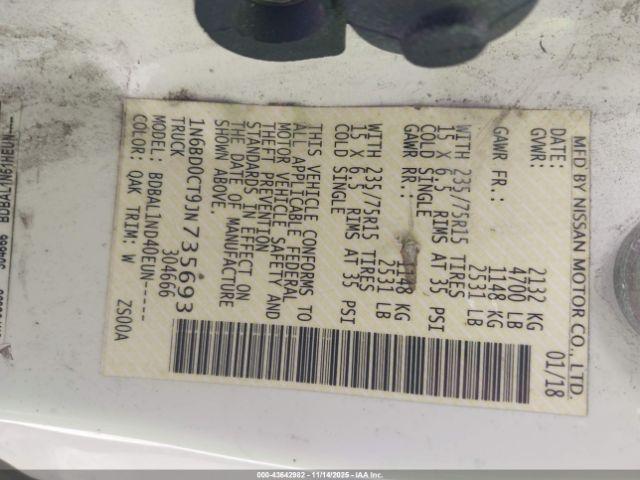 MFD BY NISSAN MOTOR CO., LTD.
DATE: 01/18
GVWR: 2132 KG
4700 LB
GAWR FR.: 1148 KG
2531 LB
WITH 235/75R15 TIRES
15 X 6.5 RIMS AT 35 PSI
COLD SINGLE
GAWR RR.: 1148 KG
2531 LB
WITH 235/75R15 TIRES
15 X 6.5 RIMS AT 35 PSI
COLD SINGLE
THIS VEHICLE CONFORMS TO
ALL APPLICABLE FEDERAL
MOTOR VEHICLE SAFETY AND
THEFT PREVENTION
STANDARDS IN EFFECT ON
THE DATE OF MANUFACTURE
SHOWN ABOVE.
1N6BD0CT9JN735693
TRUCK 304666
MODEL: BDBAL1ND40EUN-----
COLOR: QAK TRIM: W ZS00A
000-43642982 - 11/14/2025 - IAA Corp.